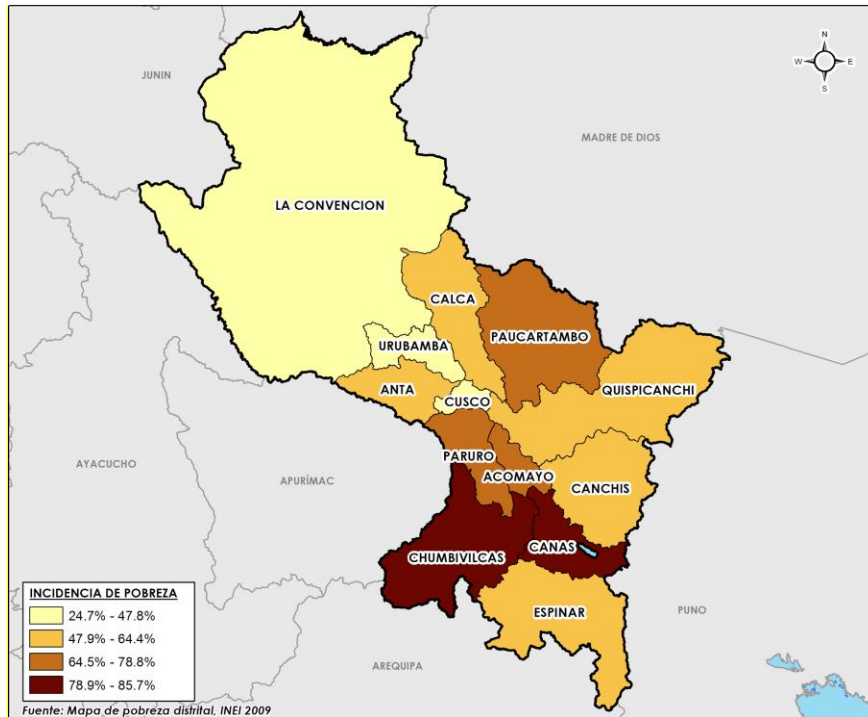 N
W E
S
JUNIN
MADRE DE DIOS
LA CONVENCION
CALCA
PAUCARTAMBO
URUBAMBA
ANTA
QUISPICANCHI
CUSCO
PARURO
AYACUCHO
APURÍMAC
ACOMAYO
CANCHIS
CHUMBIVILCAS
CANAS
ESPINAR
PUNO
AREQUIPA
INCIDENCIA DE POBREZA
24.7% - 47.8%
47.9% - 64.4%
64.5% - 78.8%
78.9% - 85.7%
Fuente: Mapa de pobreza distrital, INEI 2009